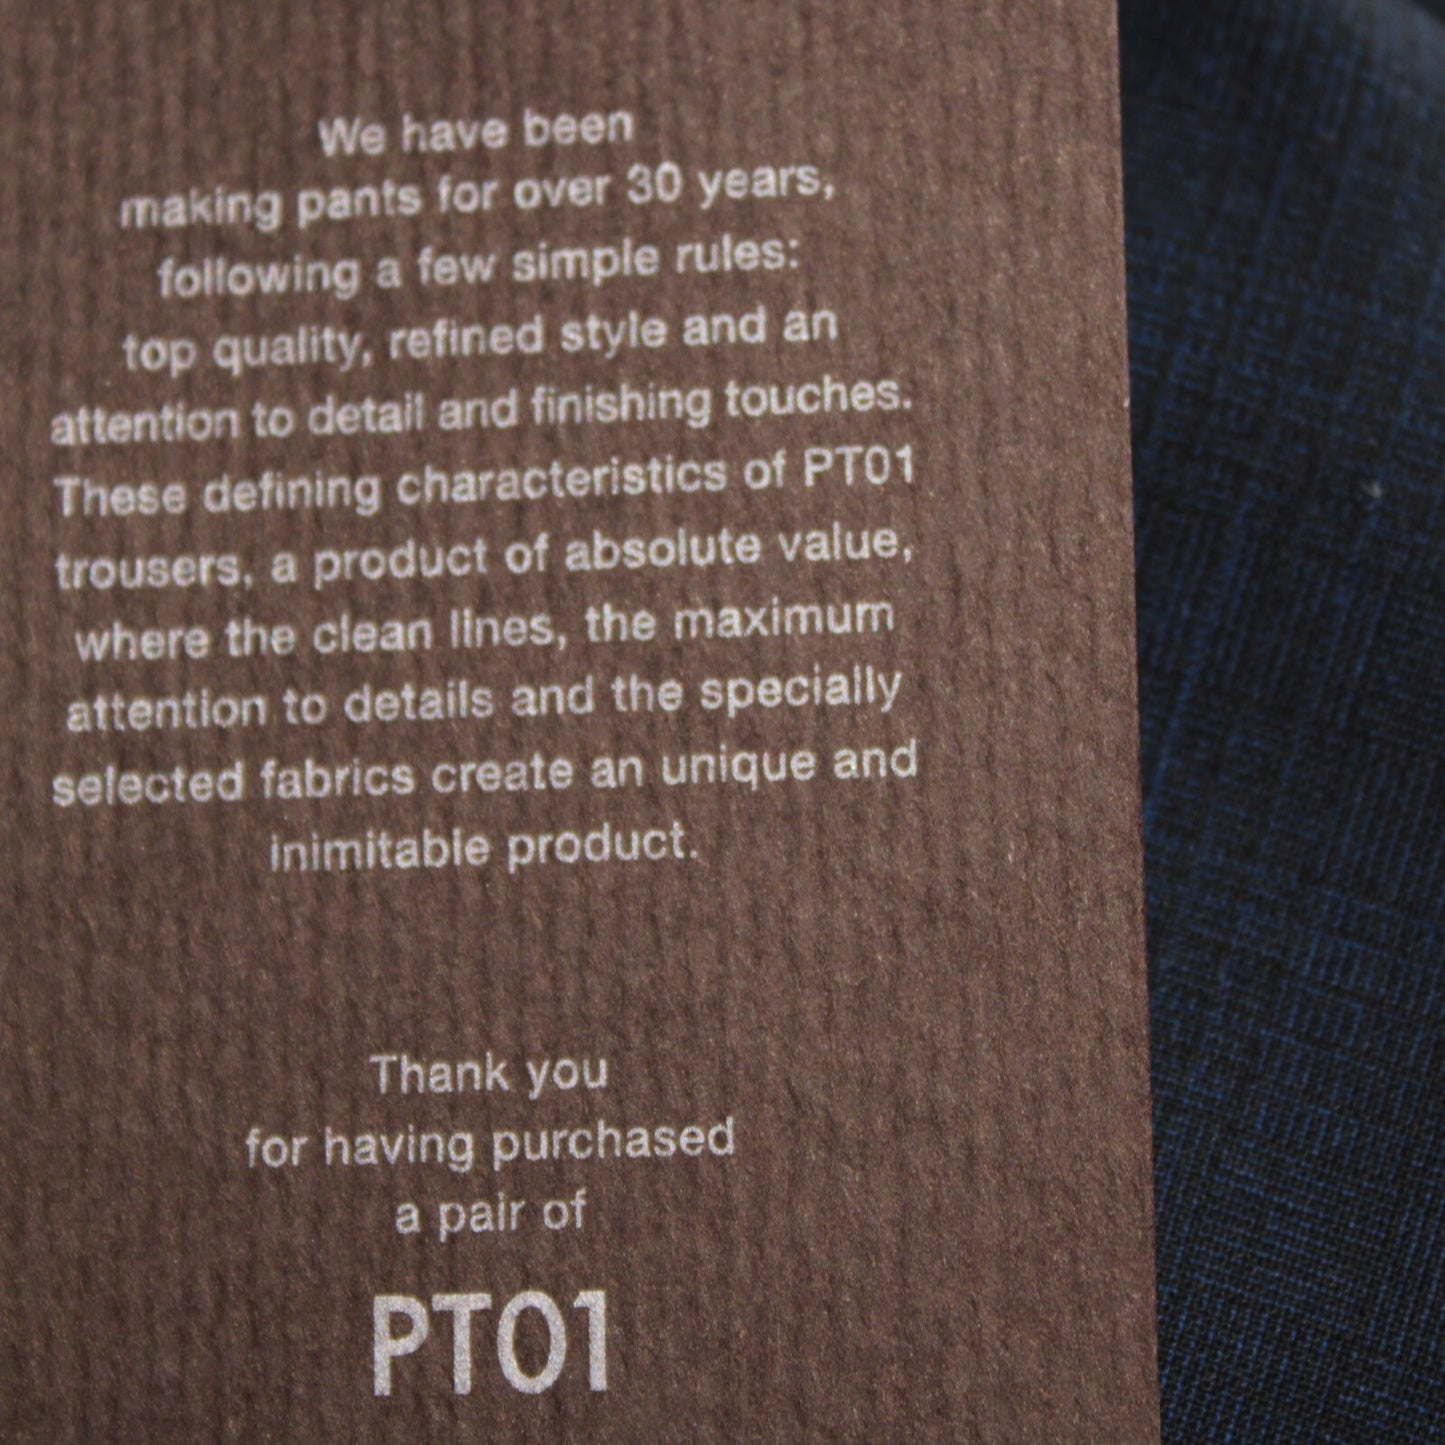 We have been
making pants for over 30 years,
following a few simple rules:
top quality, refined style and an
attention to detail and finishing touches.
These defining characteristics of PT01
trousers, a product of absolute value,
where the clean lines, the maximum
attention to details and the specially
selected fabrics create an unique and
inimitable product.
Thank you
for having purchased
a pair of
PT01